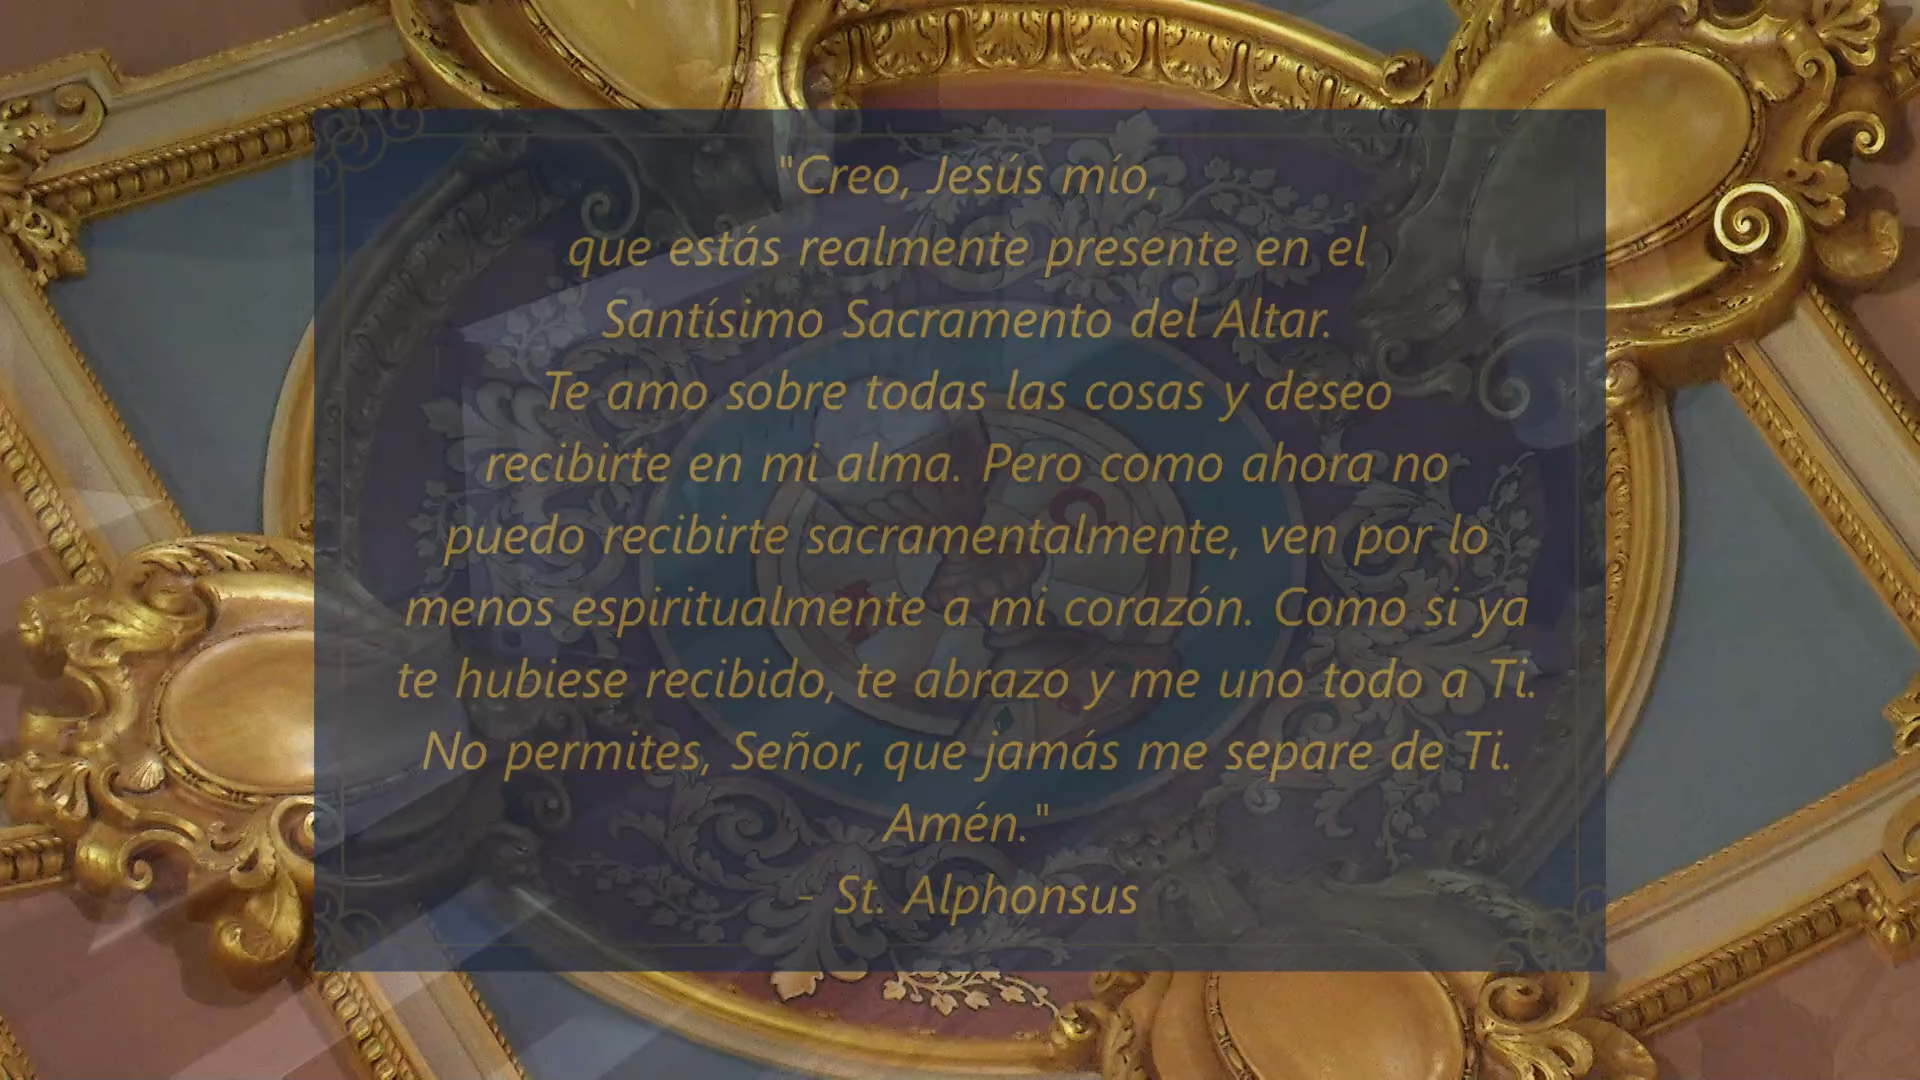 "Creo, Jesús mío,
que estás realmente presente en el
Santísimo Sacramento del Altar.
Te amo sobre todas las cosas y deseo
recibirte en mi alma. Pero como ahora no
puedo recibirte sacramentalmente, ven por lo
menos espiritualmente a mi corazón. Como si ya
te hubiese recibido, te abrazo y me uno todo a Ti.
No permites, Señor, que jamás me separe de Ti.
Amén."
- St. Alphonsus